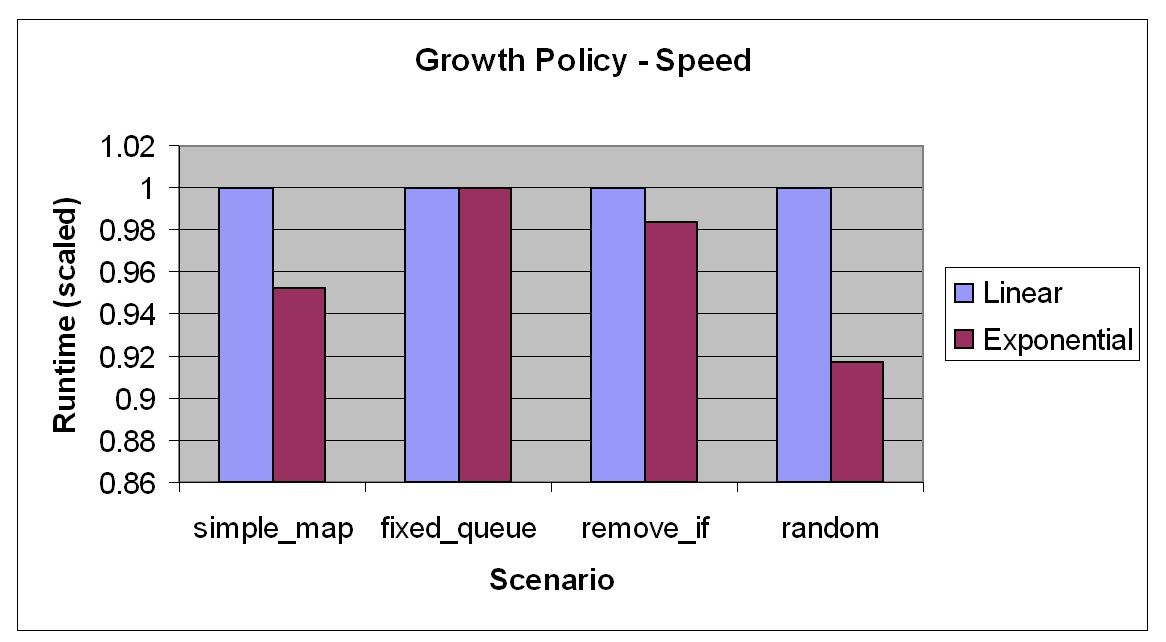 Growth Policy - Speed
1.02
1
0.98
0.96
0.94
0.92
0.9
0.88
0.86
Runtime (scaled)
simple_map fixed_queue remove_if random
Scenario
Linear
Exponential